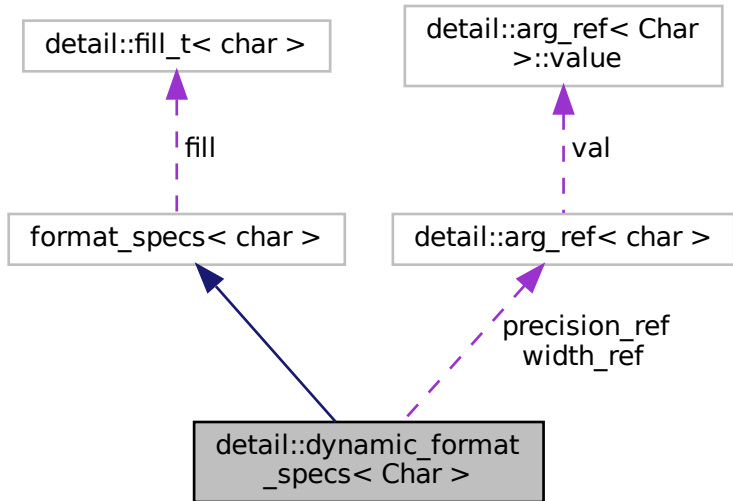 detail::fill_t< char >
detail::arg_ref< Char
>::value
fill
val
format_specs< char >
detail::arg_ref< char >
precision_ref
width_ref
detail::dynamic_format
_specs< Char >